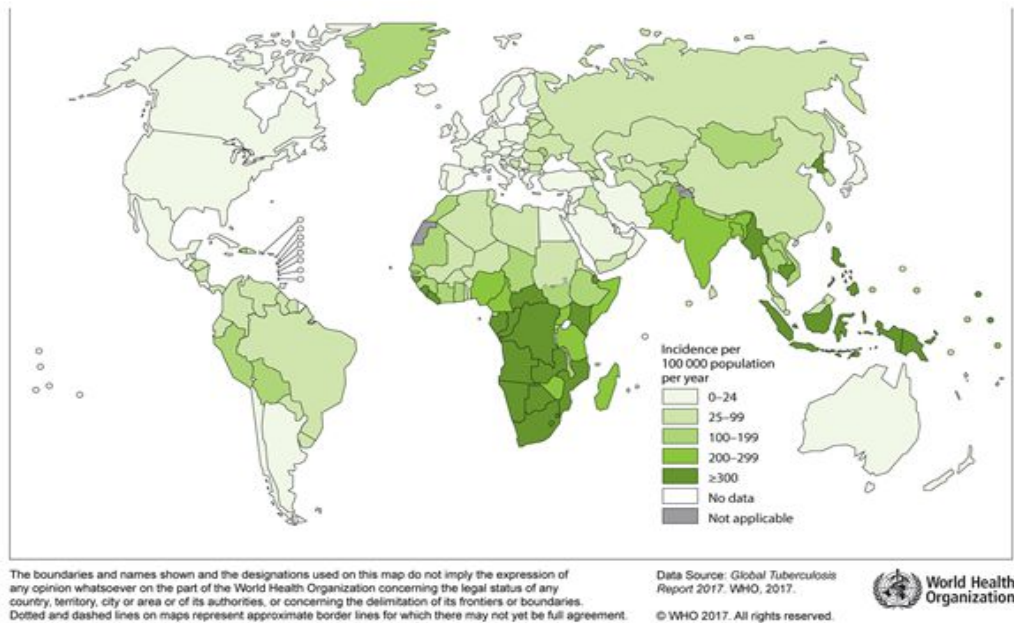 Incidence per
100 000 population
per year
0–24
25–99
100–199
200–299
≥300
No data
Not applicable
The boundaries and names shown and the designations used on this map do not imply the expression of
any opinion whatsoever on the part of the World Health Organization concerning the legal status of any
country, territory, city or area or of its authorities, or concerning the delimitation of its frontiers or boundaries.
Dotted and dashed lines on maps represent approximate border lines for which there may not yet be full agreement.
Data Source: Global Tuberculosis
Report 2017. WHO, 2017.
© WHO 2017. All rights reserved.
World Health
Organization